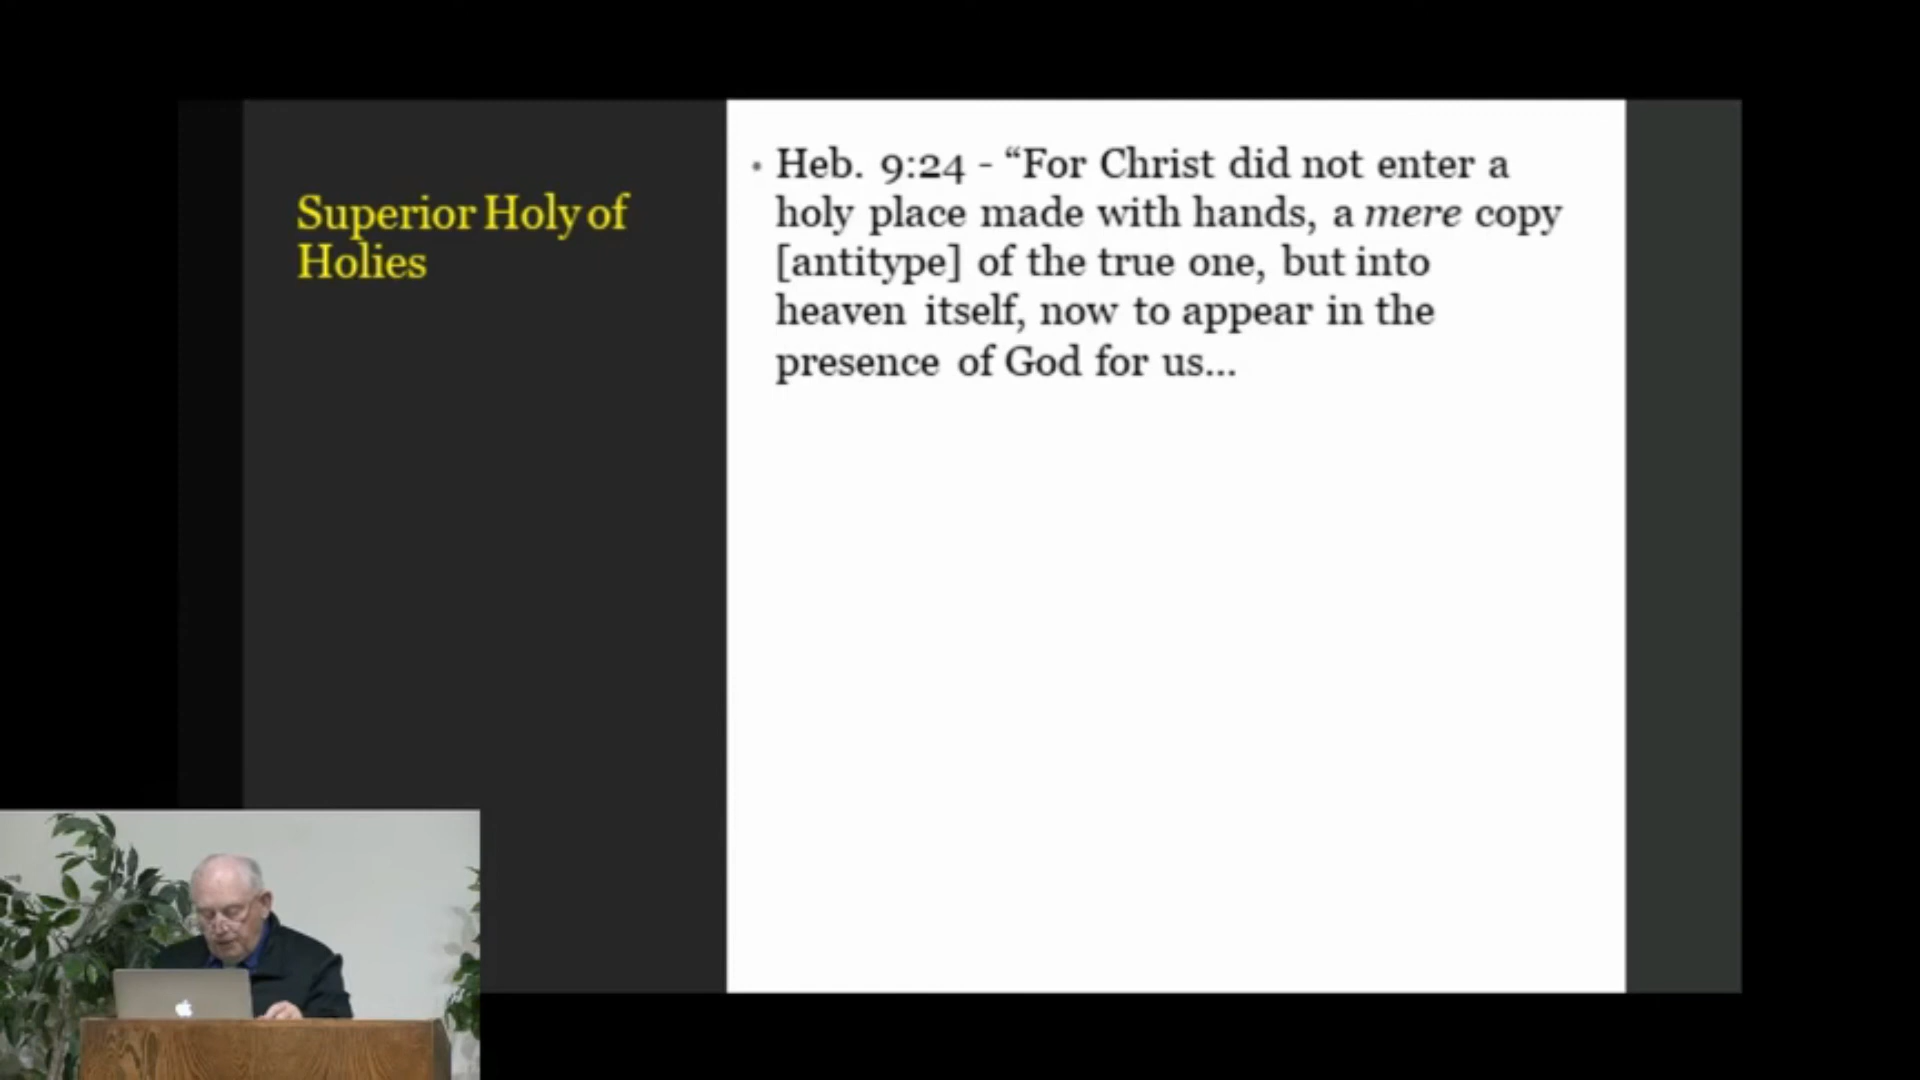 Superior Holy of
Holies
• Heb. 9:24 - “For Christ did not enter a
holy place made with hands, a mere copy
[antitype] of the true one, but into
heaven itself, now to appear in the
presence of God for us...